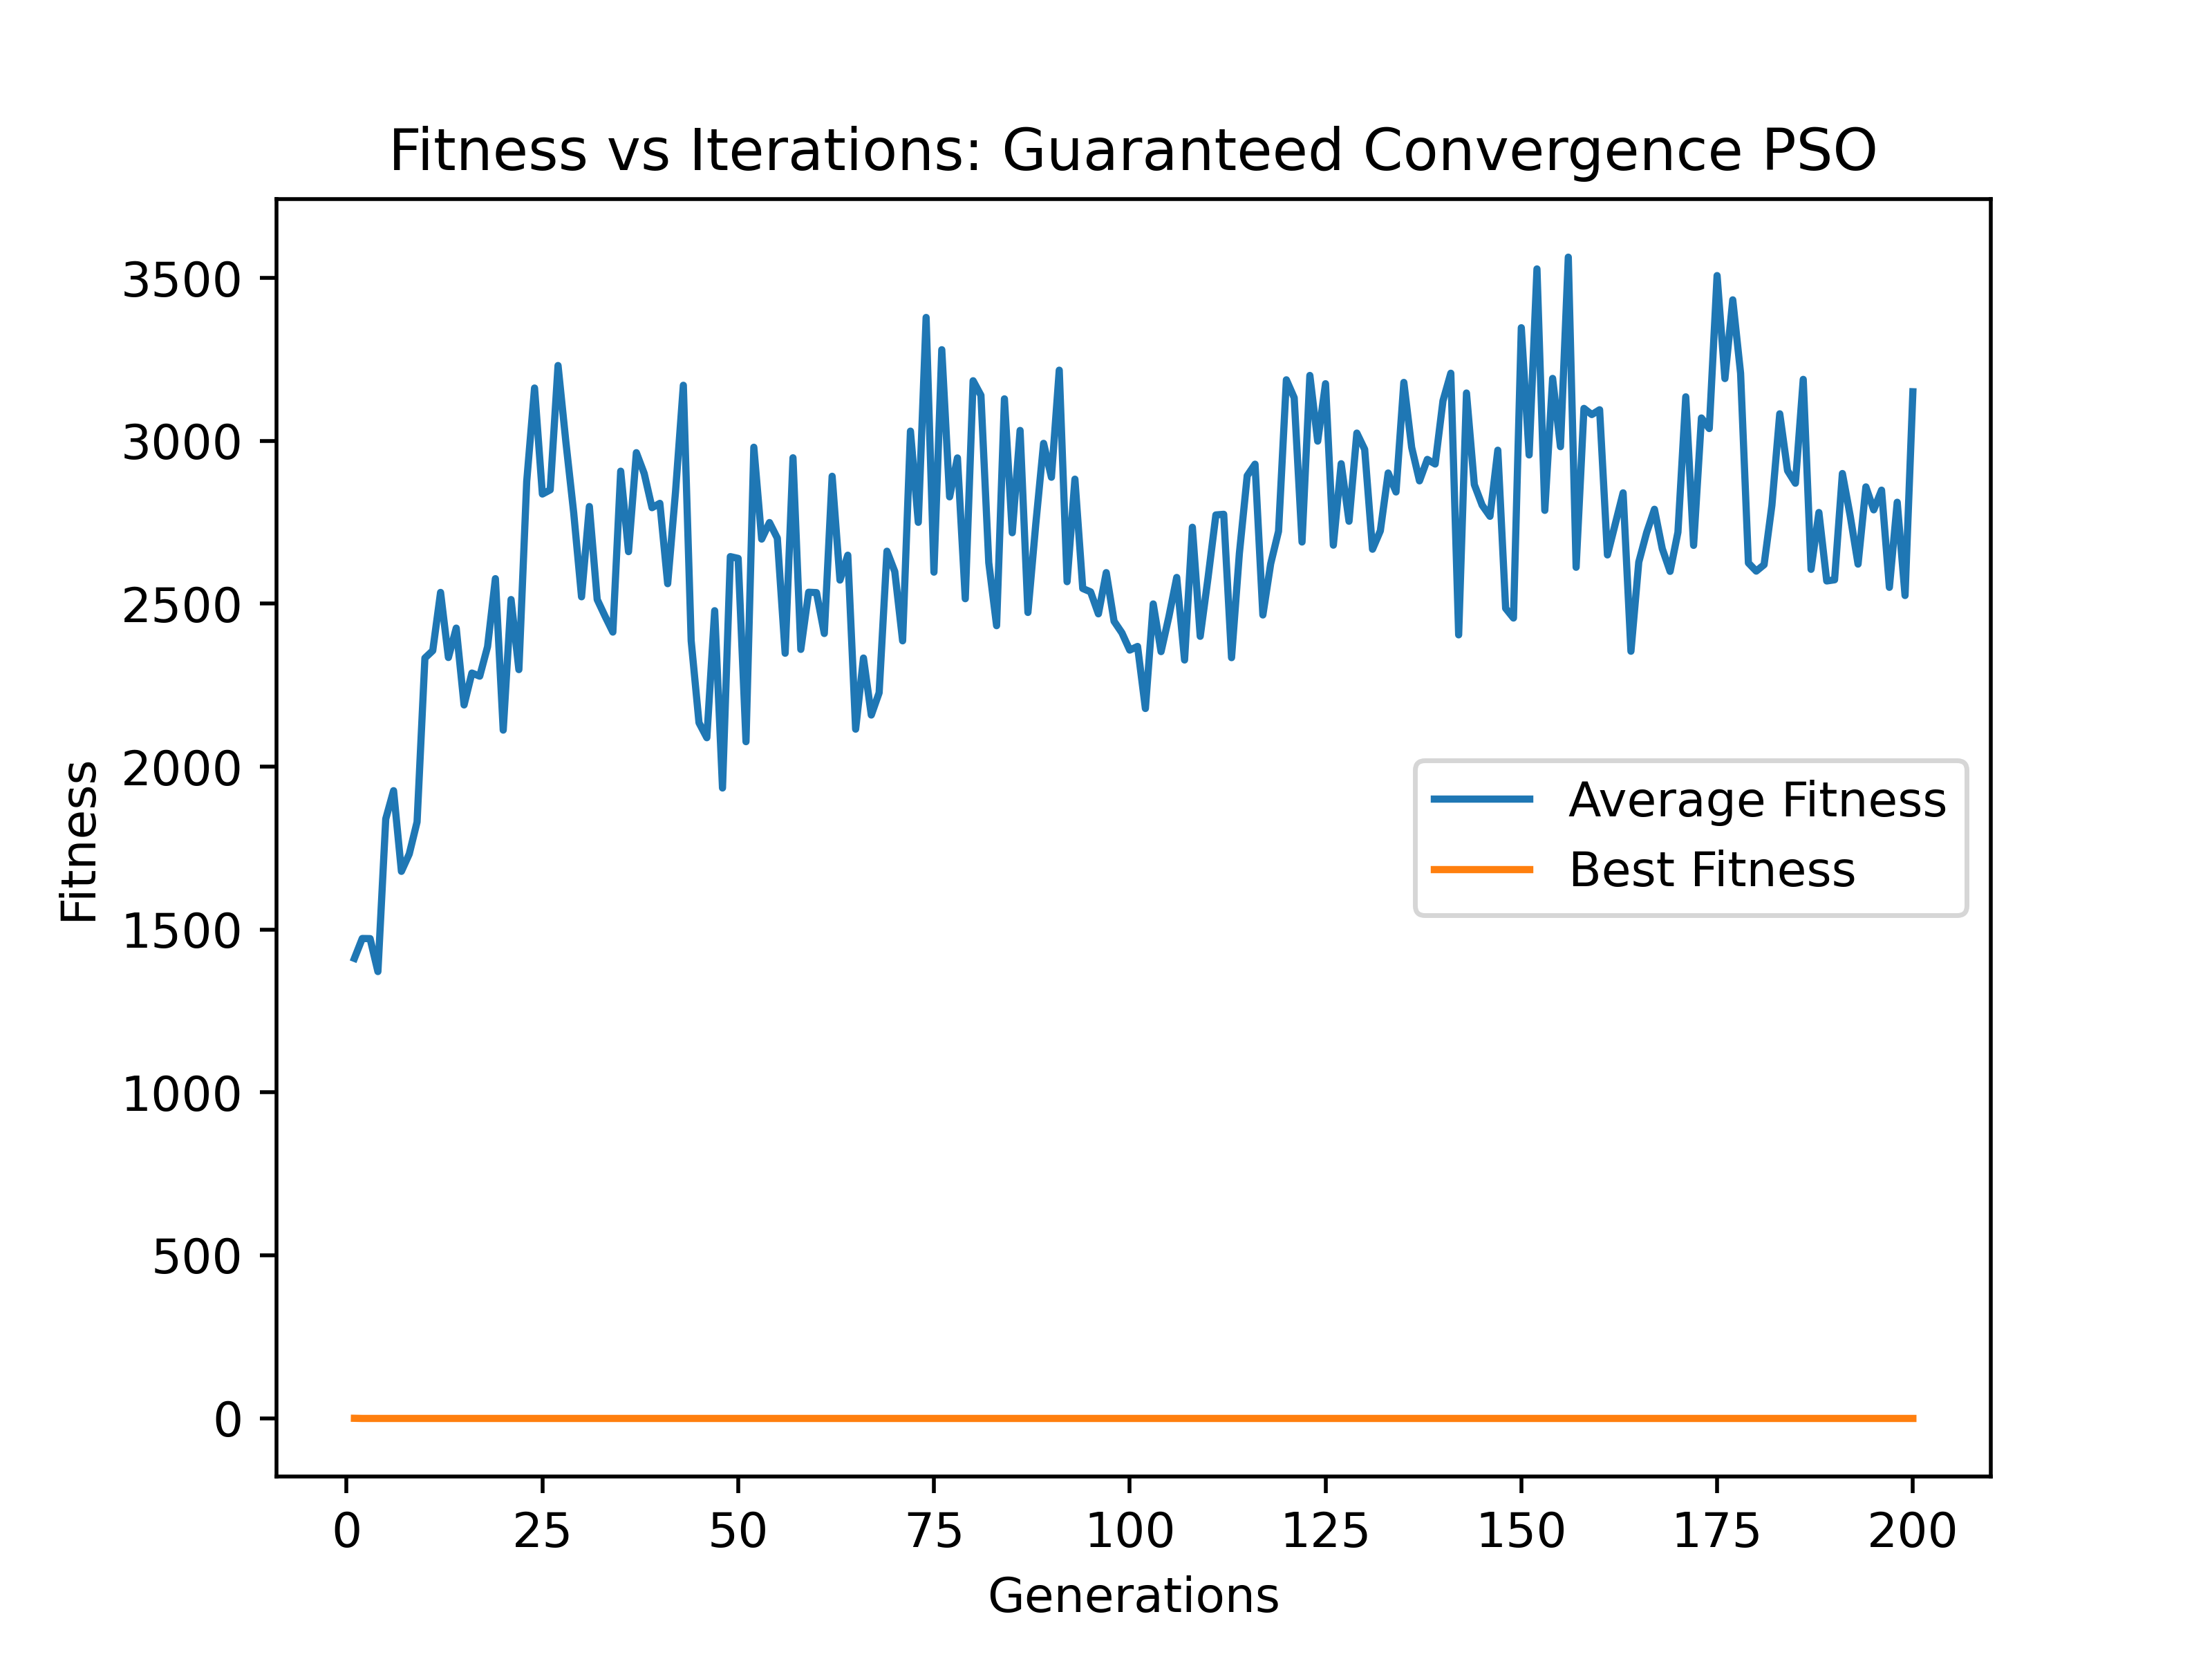 Fitness vs Iterations: Guaranteed Convergence PSO
3500
3000
2500
2000
1500
1000
500
0
Fitness
Average Fitness
Best Fitness
0 25 50 75 100 125 150 175 200
Generations